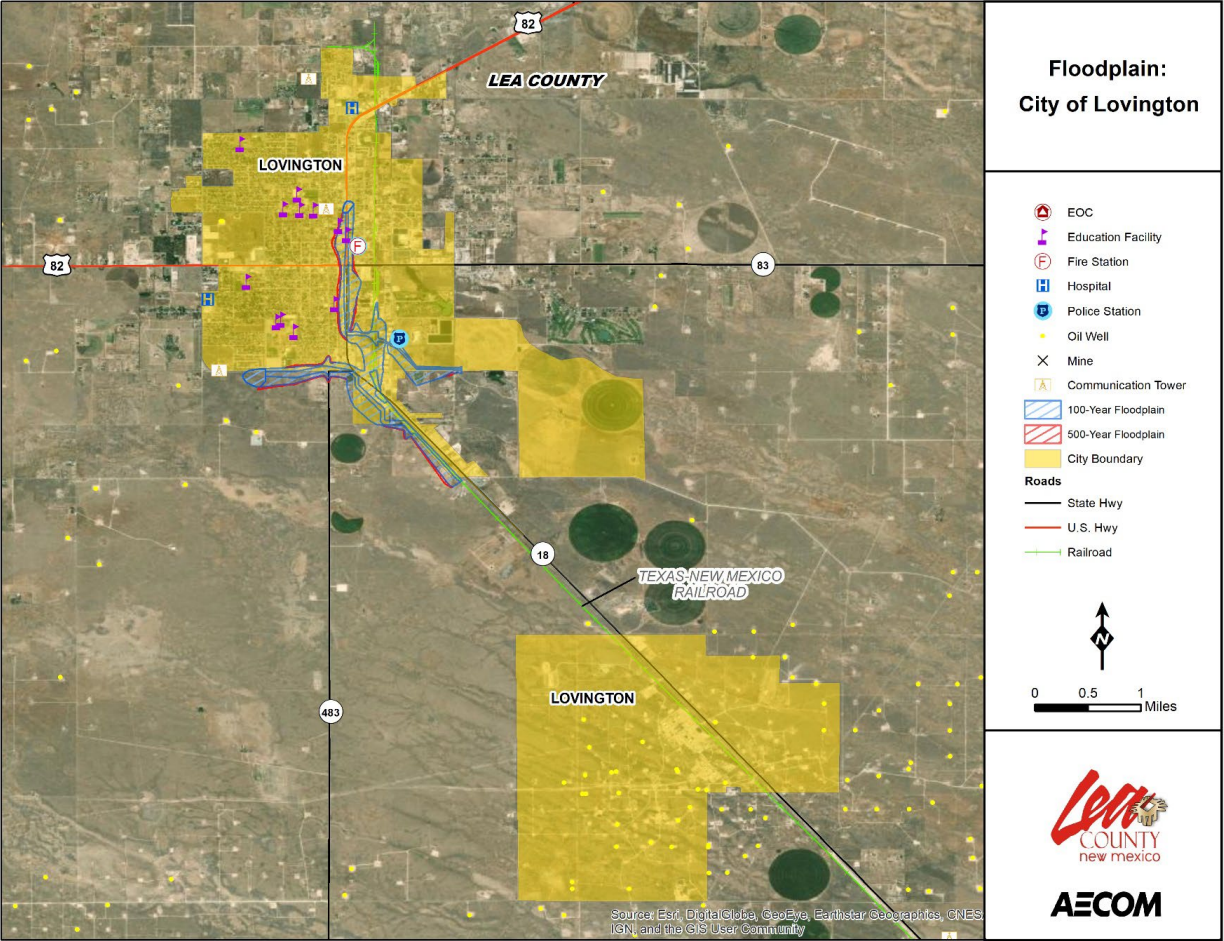 82
LEA COUNTY
LOVINGTON
82
83
18
TEXAS-NEW MEXICO
RAILROAD
LOVINGTON
483
Source: Esri, DigitalGlobe, GeoEye, Earthstar Geographics, CNES
IGN, and the GIS User Community
Floodplain:
City of Lovington
EOC
Education Facility
F
Fire Station
H
Hospital
P
Police Station
Oil Well
Mine
Communication Tower
100-Year Floodplain
500-Year Floodplain
City Boundary
Roads
State Hwy
U.S. Hwy
Railroad
N
0 0.5 1
Miles
Lea
COUNTY
new mexico
AECOM